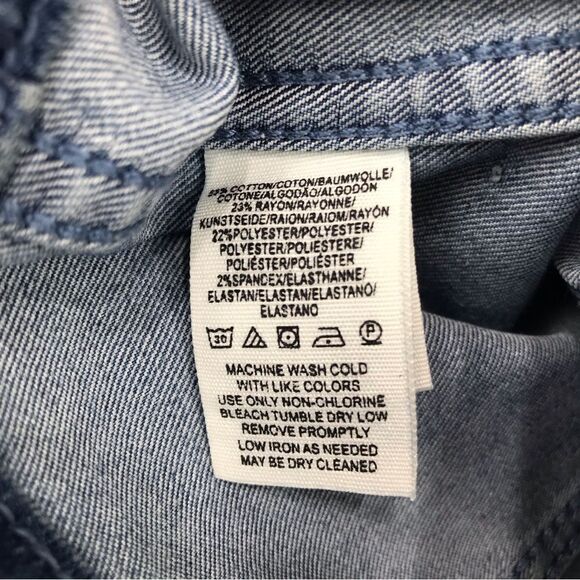 53% COTTON/COTON/BAUMWOLLE/
COTONE/ALGODÃO/ALGODÓN
23% RAYON/RAYONNE/
KUNSTSEIDE/RAION/RAIOM/RAYÓN
22%POLYESTER/POLYESTER/
POLYESTER/POLIESTERE/
POLIÉSTER/POLIÉSTER
2%SPANDEX/ELASTHANNE/
ELASTAN/ELASTAN/ELASTANO/
ELASTANO
30 P
MACHINE WASH COLD
WITH LIKE COLORS
USE ONLY NON-CHLORINE
BLEACH TUMBLE DRY LOW
REMOVE PROMPTLY
LOW IRON AS NEEDED
MAY BE DRY CLEANED